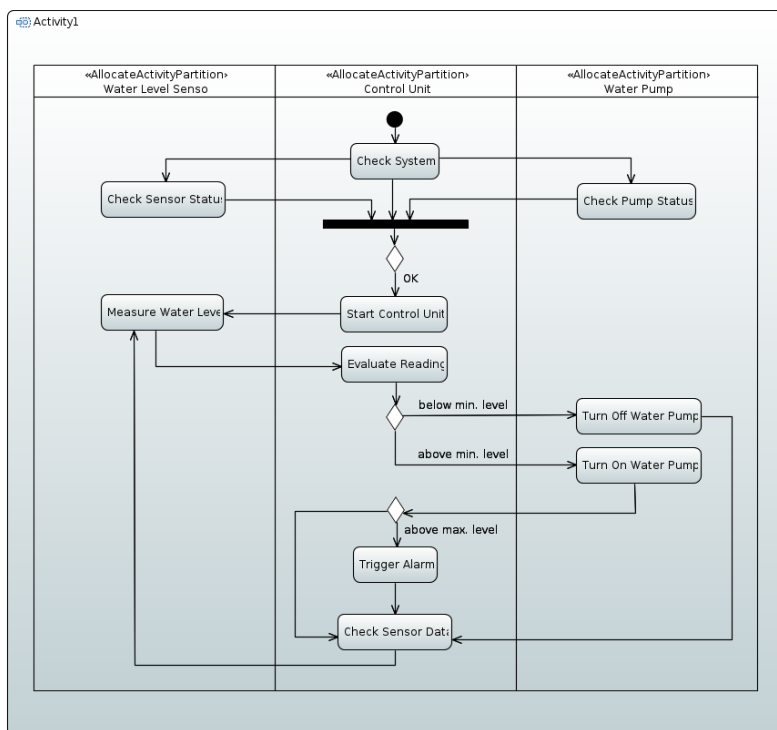 Activity1
«AllocateActivityPartition»
Water Level Senso
«AllocateActivityPartition»
Control Unit
«AllocateActivityPartition»
Water Pump
Check System
Check Sensor Statu
Check Pump Status
OK
Measure Water Leve
Start Control Unit
Evaluate Reading
below min. level
Turn Off Water Pump
above min. level
Turn On Water Pump
above max. level
Trigger Alarm
Check Sensor Data